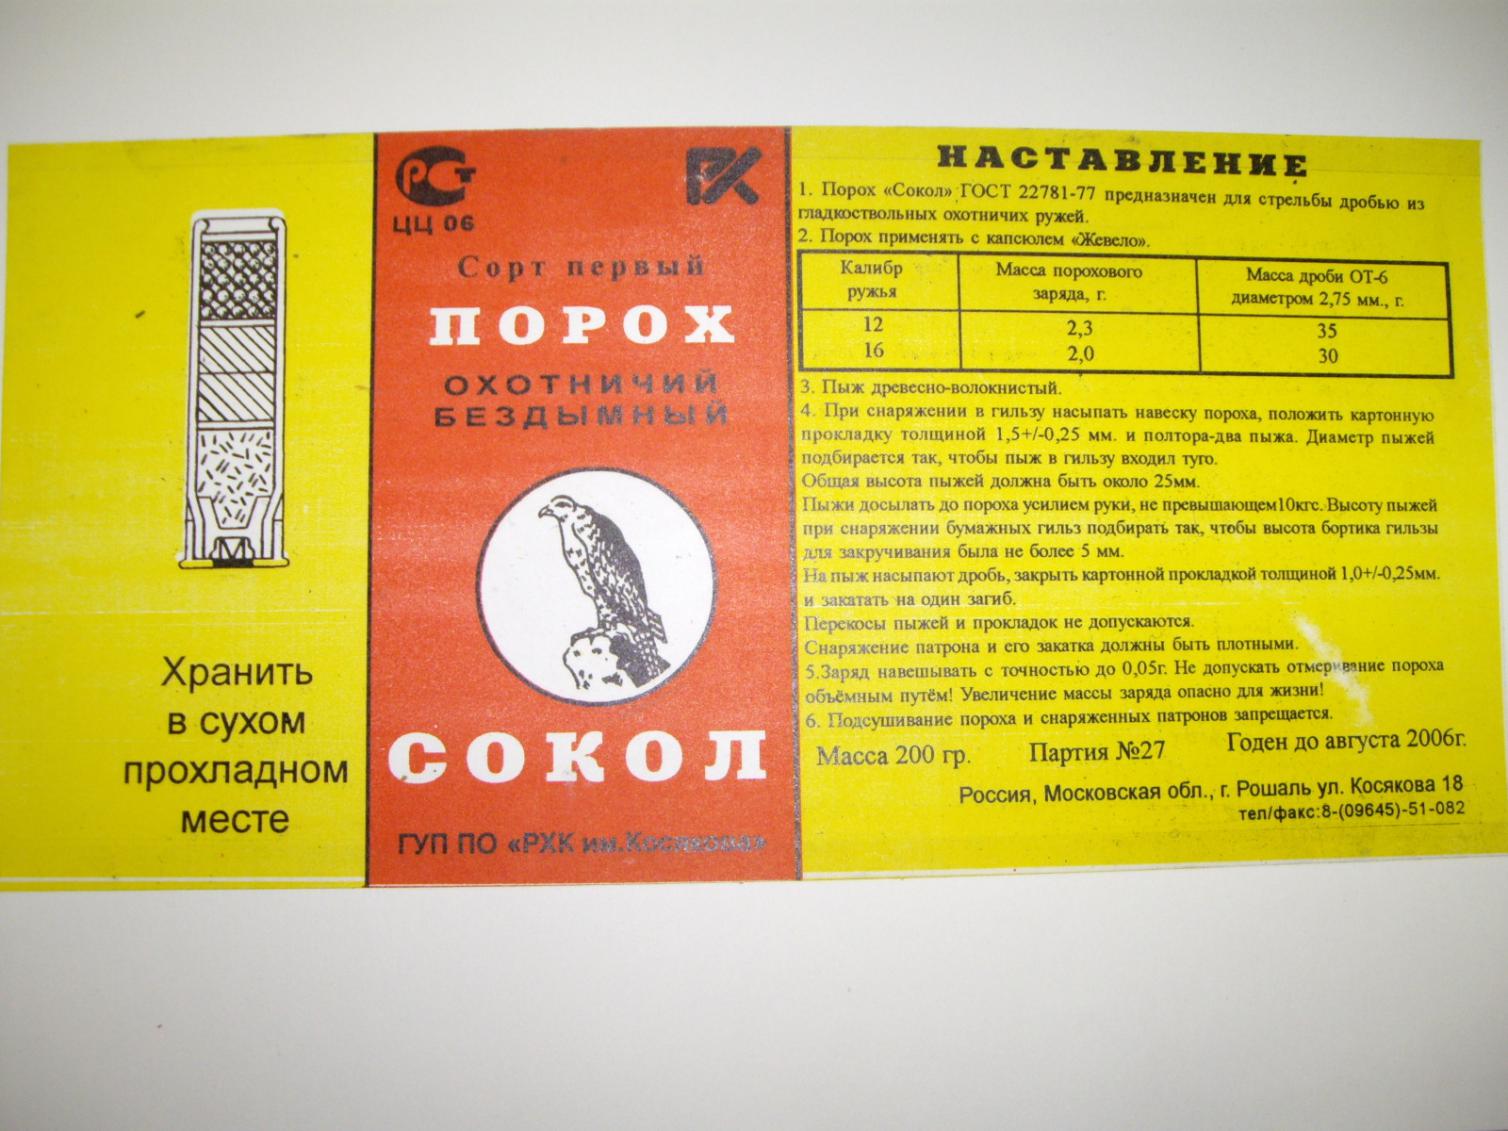 Хранить
в сухом
прохладном
месте
РСТ
РХК
ЦЦ 06
Сорт первый
ПОРОХ
ОХОТНИЧИЙ
БЕЗДЫМНЫЙ
СОКОЛ
ГУП ПО «РХК им.Косякова»
НАСТАВЛЕНИЕ
1. Порох «Сокол» ГОСТ 22781-77 предназначен для стрельбы дробью из
гладкоствольных охотничих ружей.
2. Порох применять с капсюлем «Жевело».
Калибр Масса порохового Масса дроби ОТ-6
ружья заряда, г. диаметром 2,75 мм., г.
12 2,3 35
16 2,0 30
3. Пыж древесно-волокнистый.
4. При снаряжении в гильзу насыпать навеску пороха, положить картонную
прокладку толщиной 1,5+/-0,25 мм. и полтора-два пыжа. Диаметр пыжей
подбирается так, чтобы пыж в гильзу входил туго.
Общая высота пыжей должна быть около 25мм.
Пыжи досылать до пороха усилием руки, не превышающем10кгс. Высоту пыжей
при снаряжении бумажных гильз подбирать так, чтобы высота бортика гильзы
для закручивания была не более 5 мм.
На пыж насыпают дробь, закрыть картонной прокладкой толщиной 1,0+/-0,25мм.
и закатать на один загиб.
Перекосы пыжей и прокладок не допускаются.
Снаряжение патрона и его закатка должны быть плотными.
5.Заряд навешывать с точностью до 0,05г. Не допускать отмеривание пороха
объёмным путём! Увеличение массы заряда опасно для жизни!
6. Подсушивание пороха и снаряженных патронов запрещается.
Масса 200 гр. Партия №27 Годен до августа 2006г.
Россия, Московская обл., г. Рошаль ул. Косякова 18
тел/факс:8-(09645)-51-082